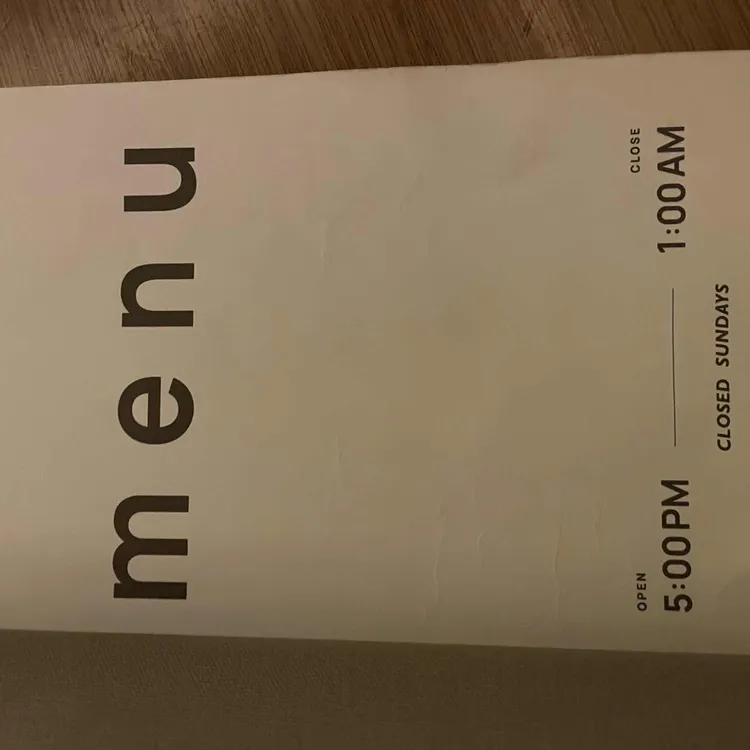 menu
OPEN CLOSE
5:00PM 1:00AM
CLOSED SUNDAYS